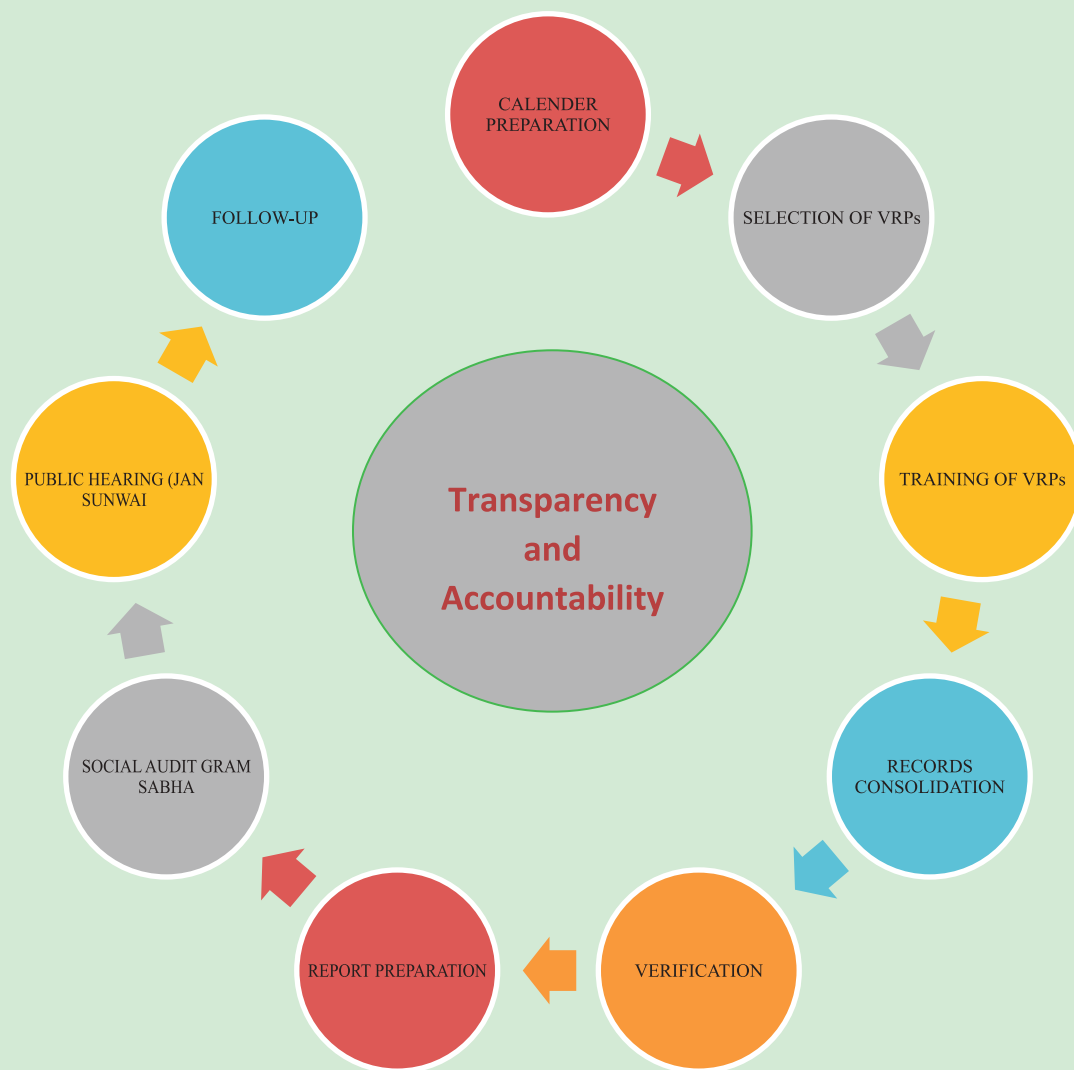 CALENDER
PREPARATION
SELECTION OF VRPs
TRAINING OF VRPs
RECORDS
CONSOLIDATION
VERIFICATION
REPORT PREPARATION
SOCIAL AUDIT GRAM
SABHA
PUBLIC HEARING (JAN
SUNWAI
FOLLOW-UP
Transparency
and
Accountability